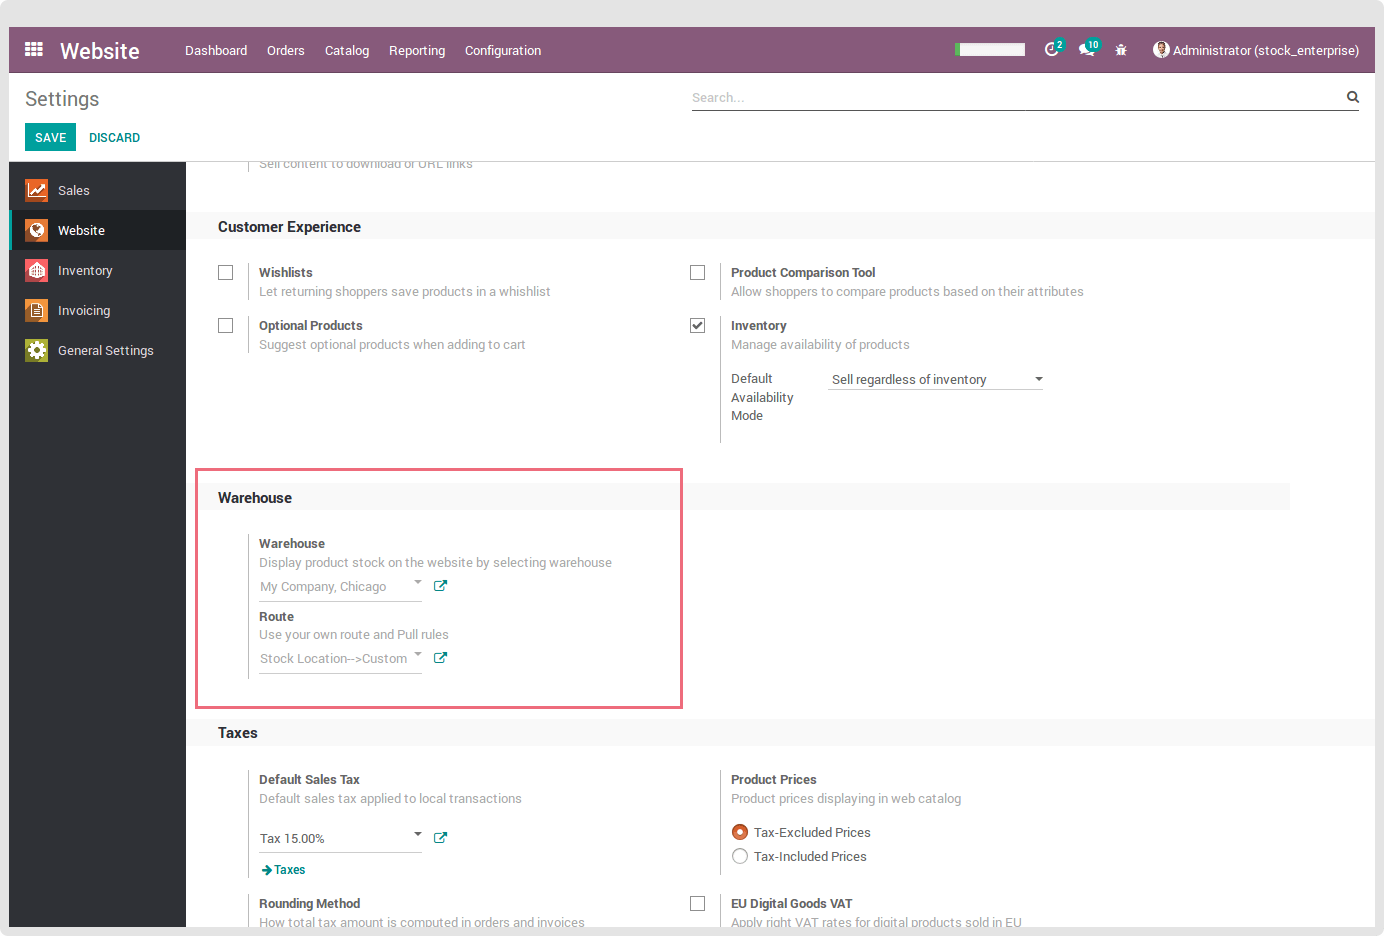 Website
Dashboard Orders Catalog Reporting Configuration
2 10 Administrator (stock_enterprise)
Settings
Search...
SAVE DISCARD
Sales
Website
Inventory
Invoicing
General Settings
Sell content to download or URL links
Customer Experience
Wishlists
Let returning shoppers save products in a whishlist
Product Comparison Tool
Allow shoppers to compare products based on their attributes
Optional Products
Suggest optional products when adding to cart
Inventory
Manage availability of products
Default
Availability
Mode
Sell regardless of inventory
Warehouse
Warehouse
Display product stock on the website by selecting warehouse
My Company, Chicago
Route
Use your own route and Pull rules
Stock Location-->Custom
Taxes
Default Sales Tax
Default sales tax applied to local transactions
Tax 15.00%
Taxes
Product Prices
Product prices displaying in web catalog
Tax-Excluded Prices
Tax-Included Prices
Rounding Method
How total tax amount is computed in orders and invoices
EU Digital Goods VAT
Apply right VAT rates for digital products sold in EU